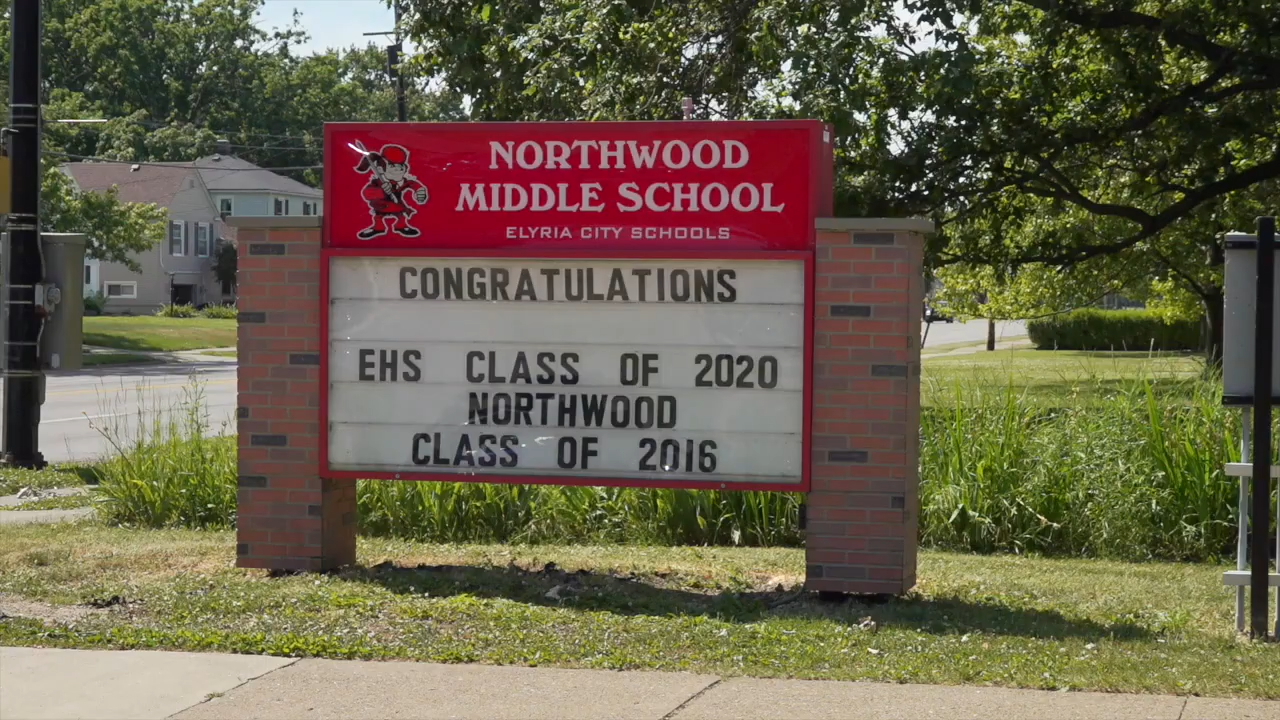 NORTHWOOD
MIDDLE SCHOOL
ELYRIA CITY SCHOOLS
CONGRATULATIONS
EHS CLASS OF 2020
NORTHWOOD
CLASS OF 2016